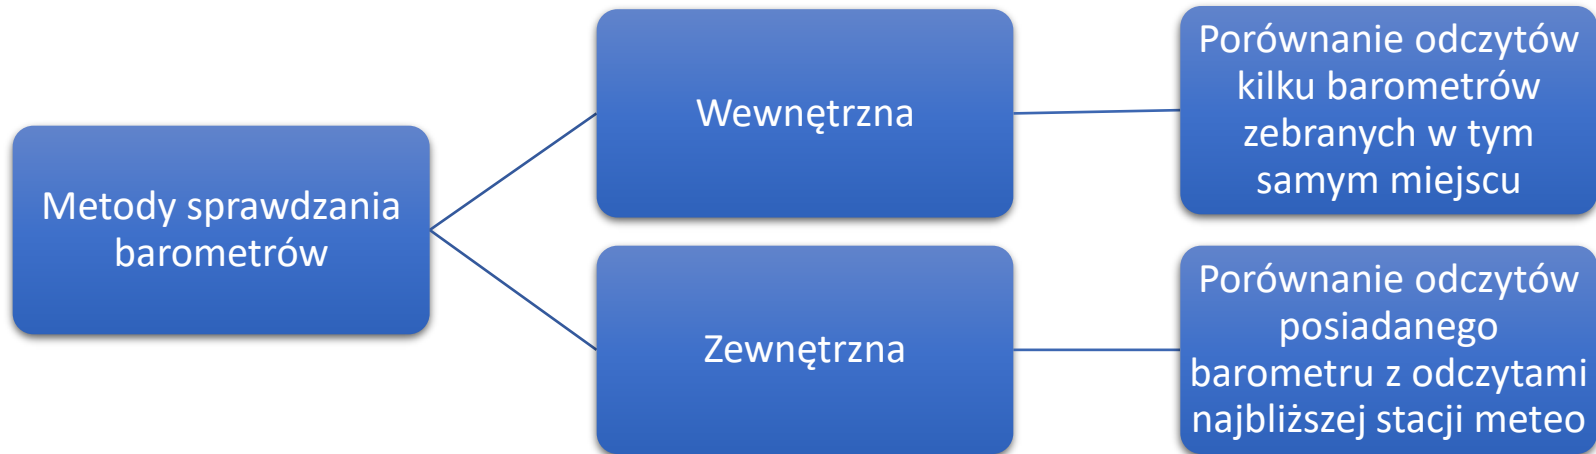 Metody sprawdzania
barometrów
Wewnętrzna
Porównanie odczytów
kilku barometrów
zebranych w tym
samym miejscu
Zewnętrzna
Porównanie odczytów
posiadanego
barometru z odczytami
najbliższej stacji meteo